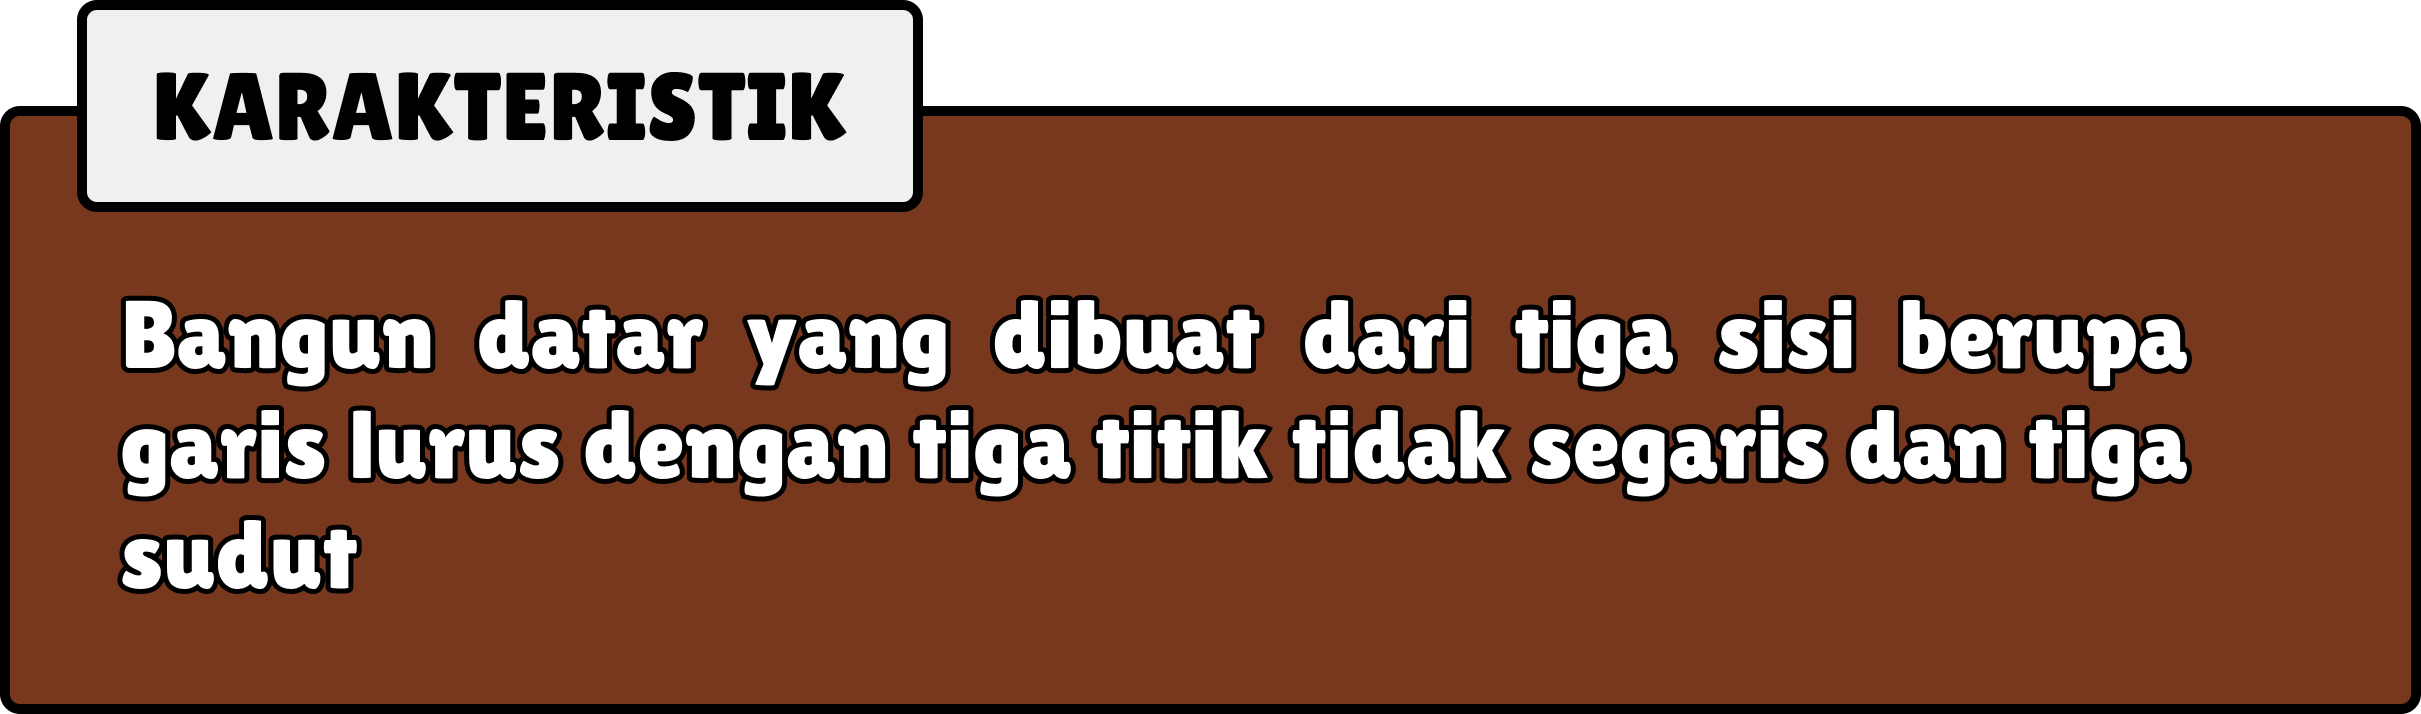 KARAKTERISTIK
Bangun datar yang dibuat dari tiga sisi berupa
garis lurus dengan tiga titik tidak segaris dan tiga
sudut